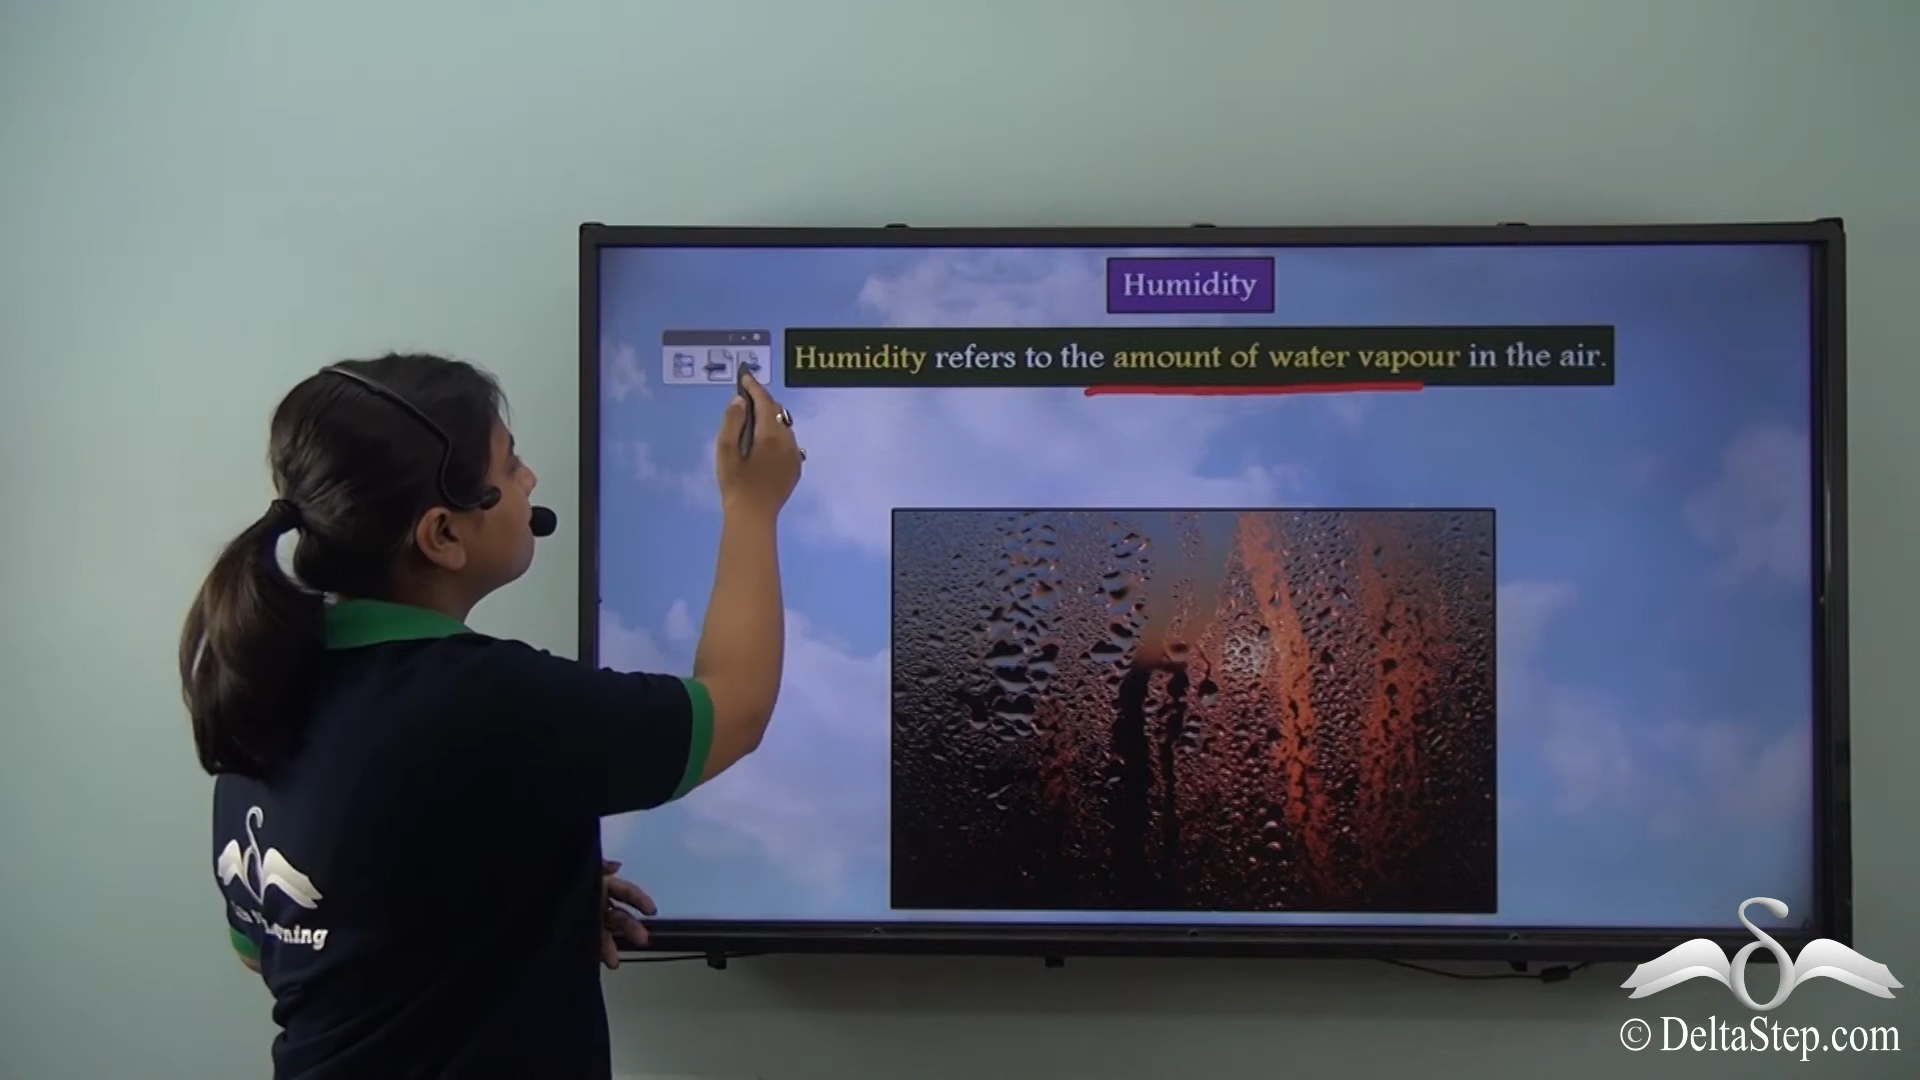 Humidity
Humidity refers to the amount of water vapour in the air.
© DeltaStep.com